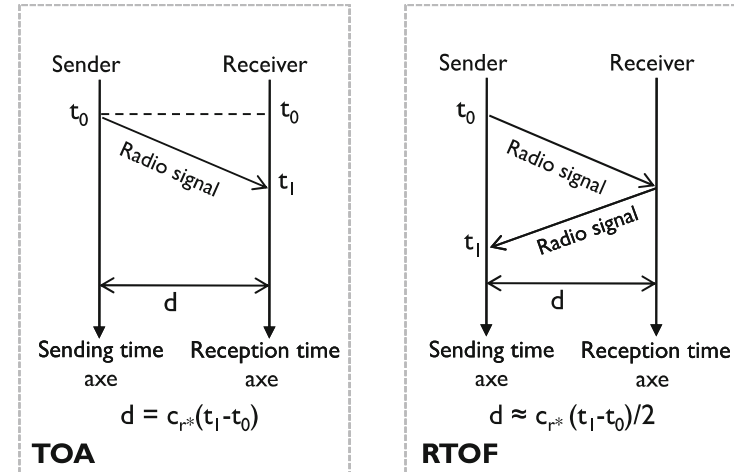 Sender Receiver
t₀ t₀
Radio signal
t₁
d
Sending time Reception time
axe axe
d = cᵣ*(t₁-t₀)
TOA
Sender Receiver
t₀
Radio signal
Radio signal
t₁
d
Sending time Reception time
axe axe
d ≈ cᵣ* (t₁-t₀)/2
RTOF